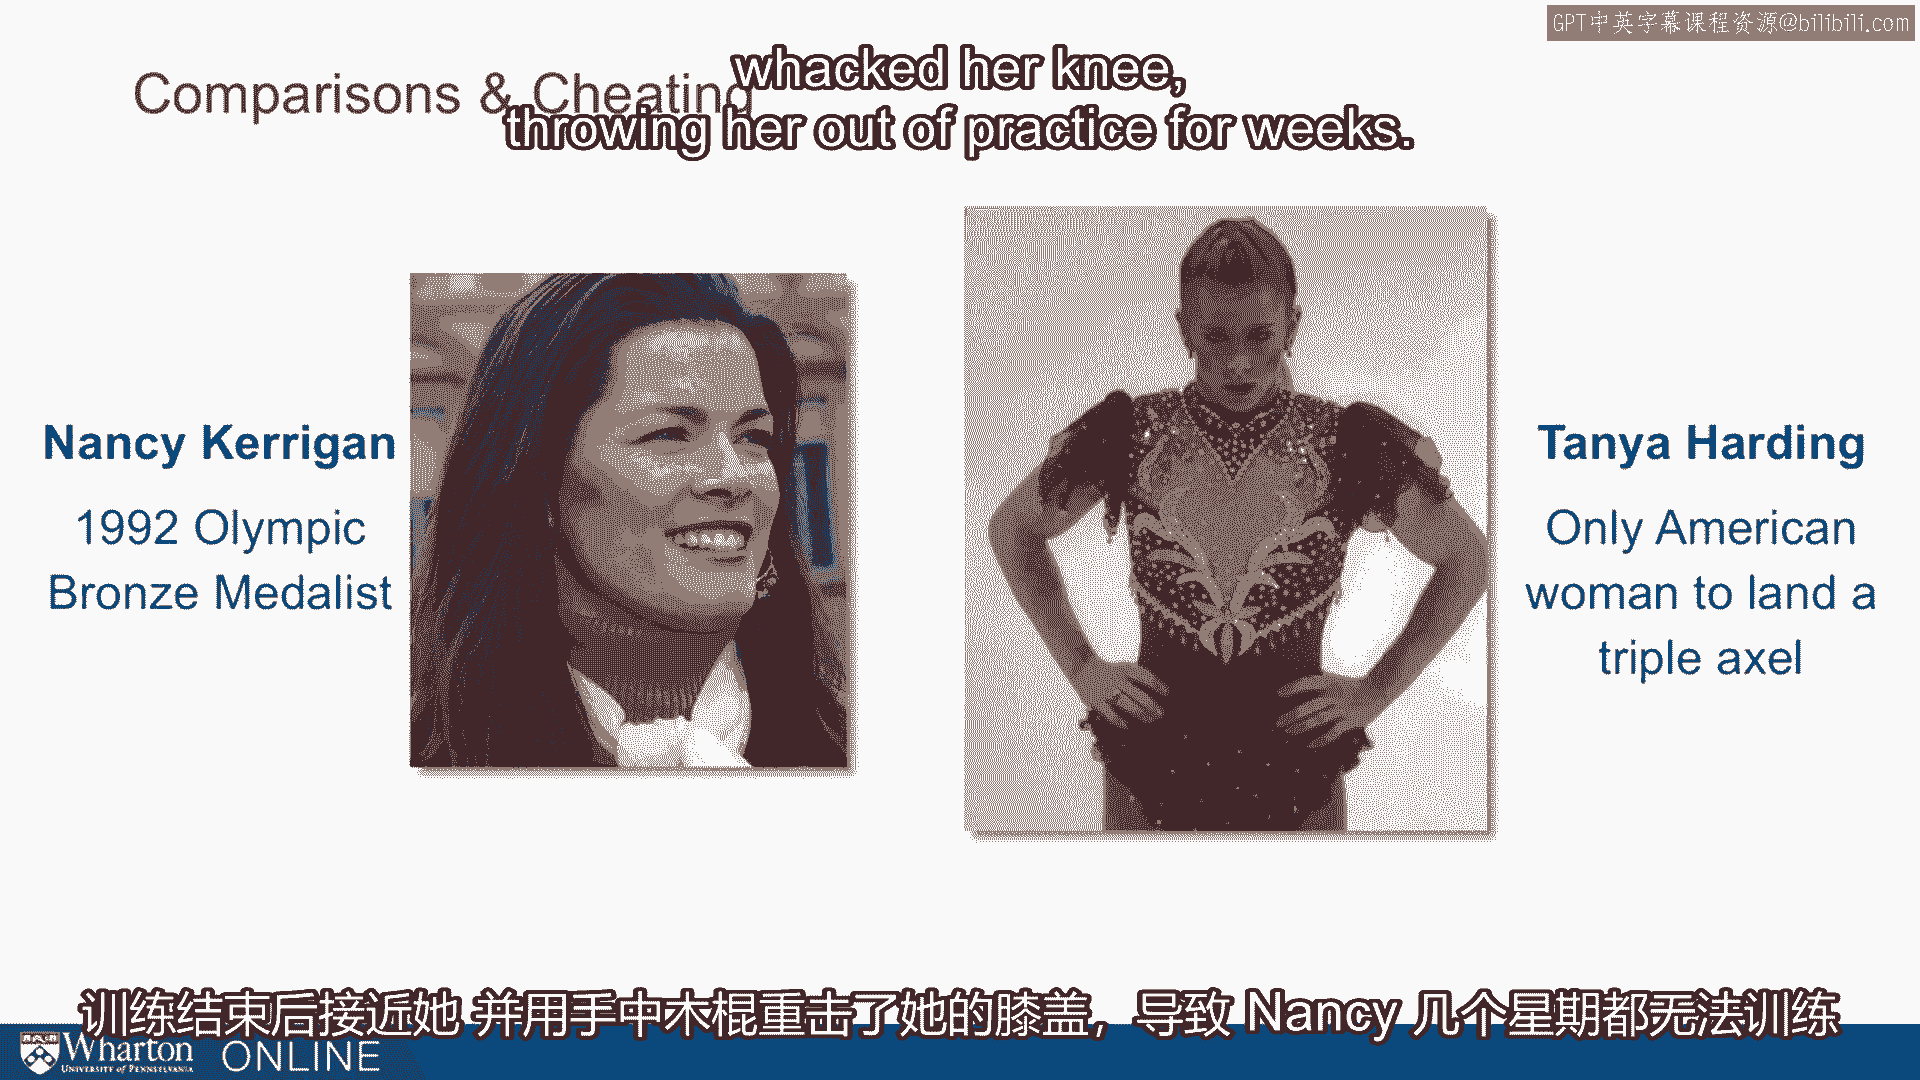 GPT中英字幕课程资源@bilibili.com
Comparisons & Cheating
whacked her knee,
throwing her out of practice for weeks.
Nancy Kerrigan
1992 Olympic
Bronze Medalist
Tanya Harding
Only American
woman to land a
triple axel
训练结束后接近她 并用手中木棍重击了她的膝盖，导致 Nancy 几个星期都无法训练
Wharton ONLINE
UNIVERSITY of PENNSYLVANIA